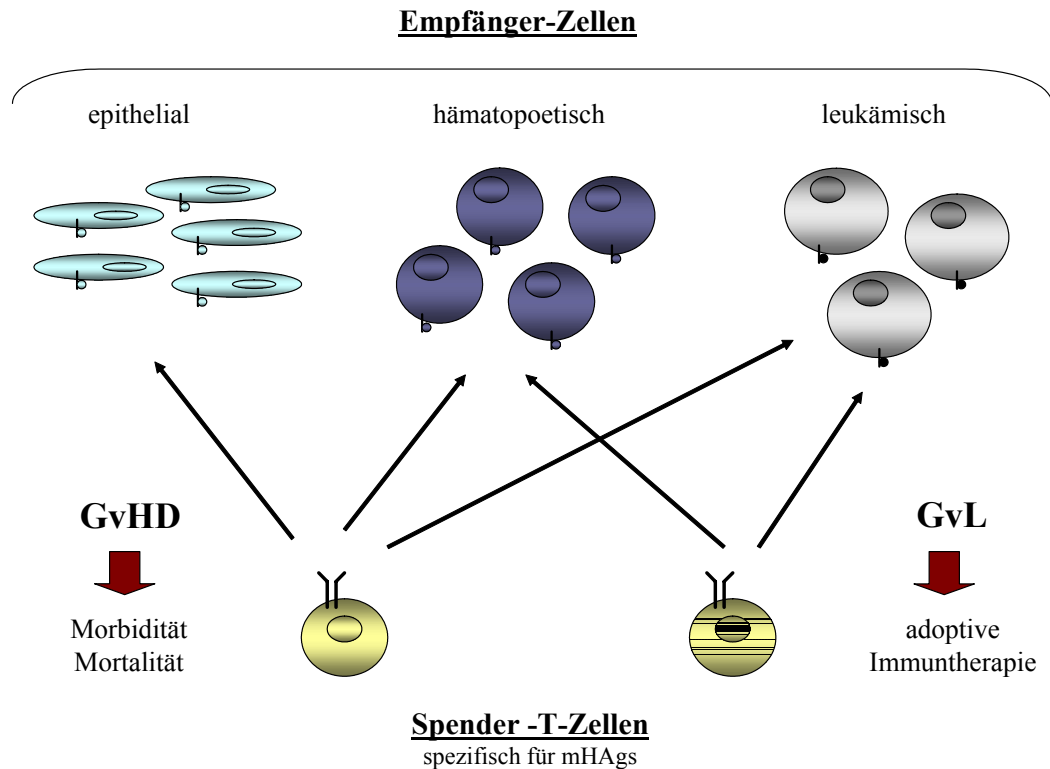 Empfänger-Zellen
epithelial
hämatopoetisch
leukämisch
GvHD
Morbidität
Mortalität
GvL
adoptive
Immuntherapie
Spender -T-Zellen
spezifisch für mHAgs